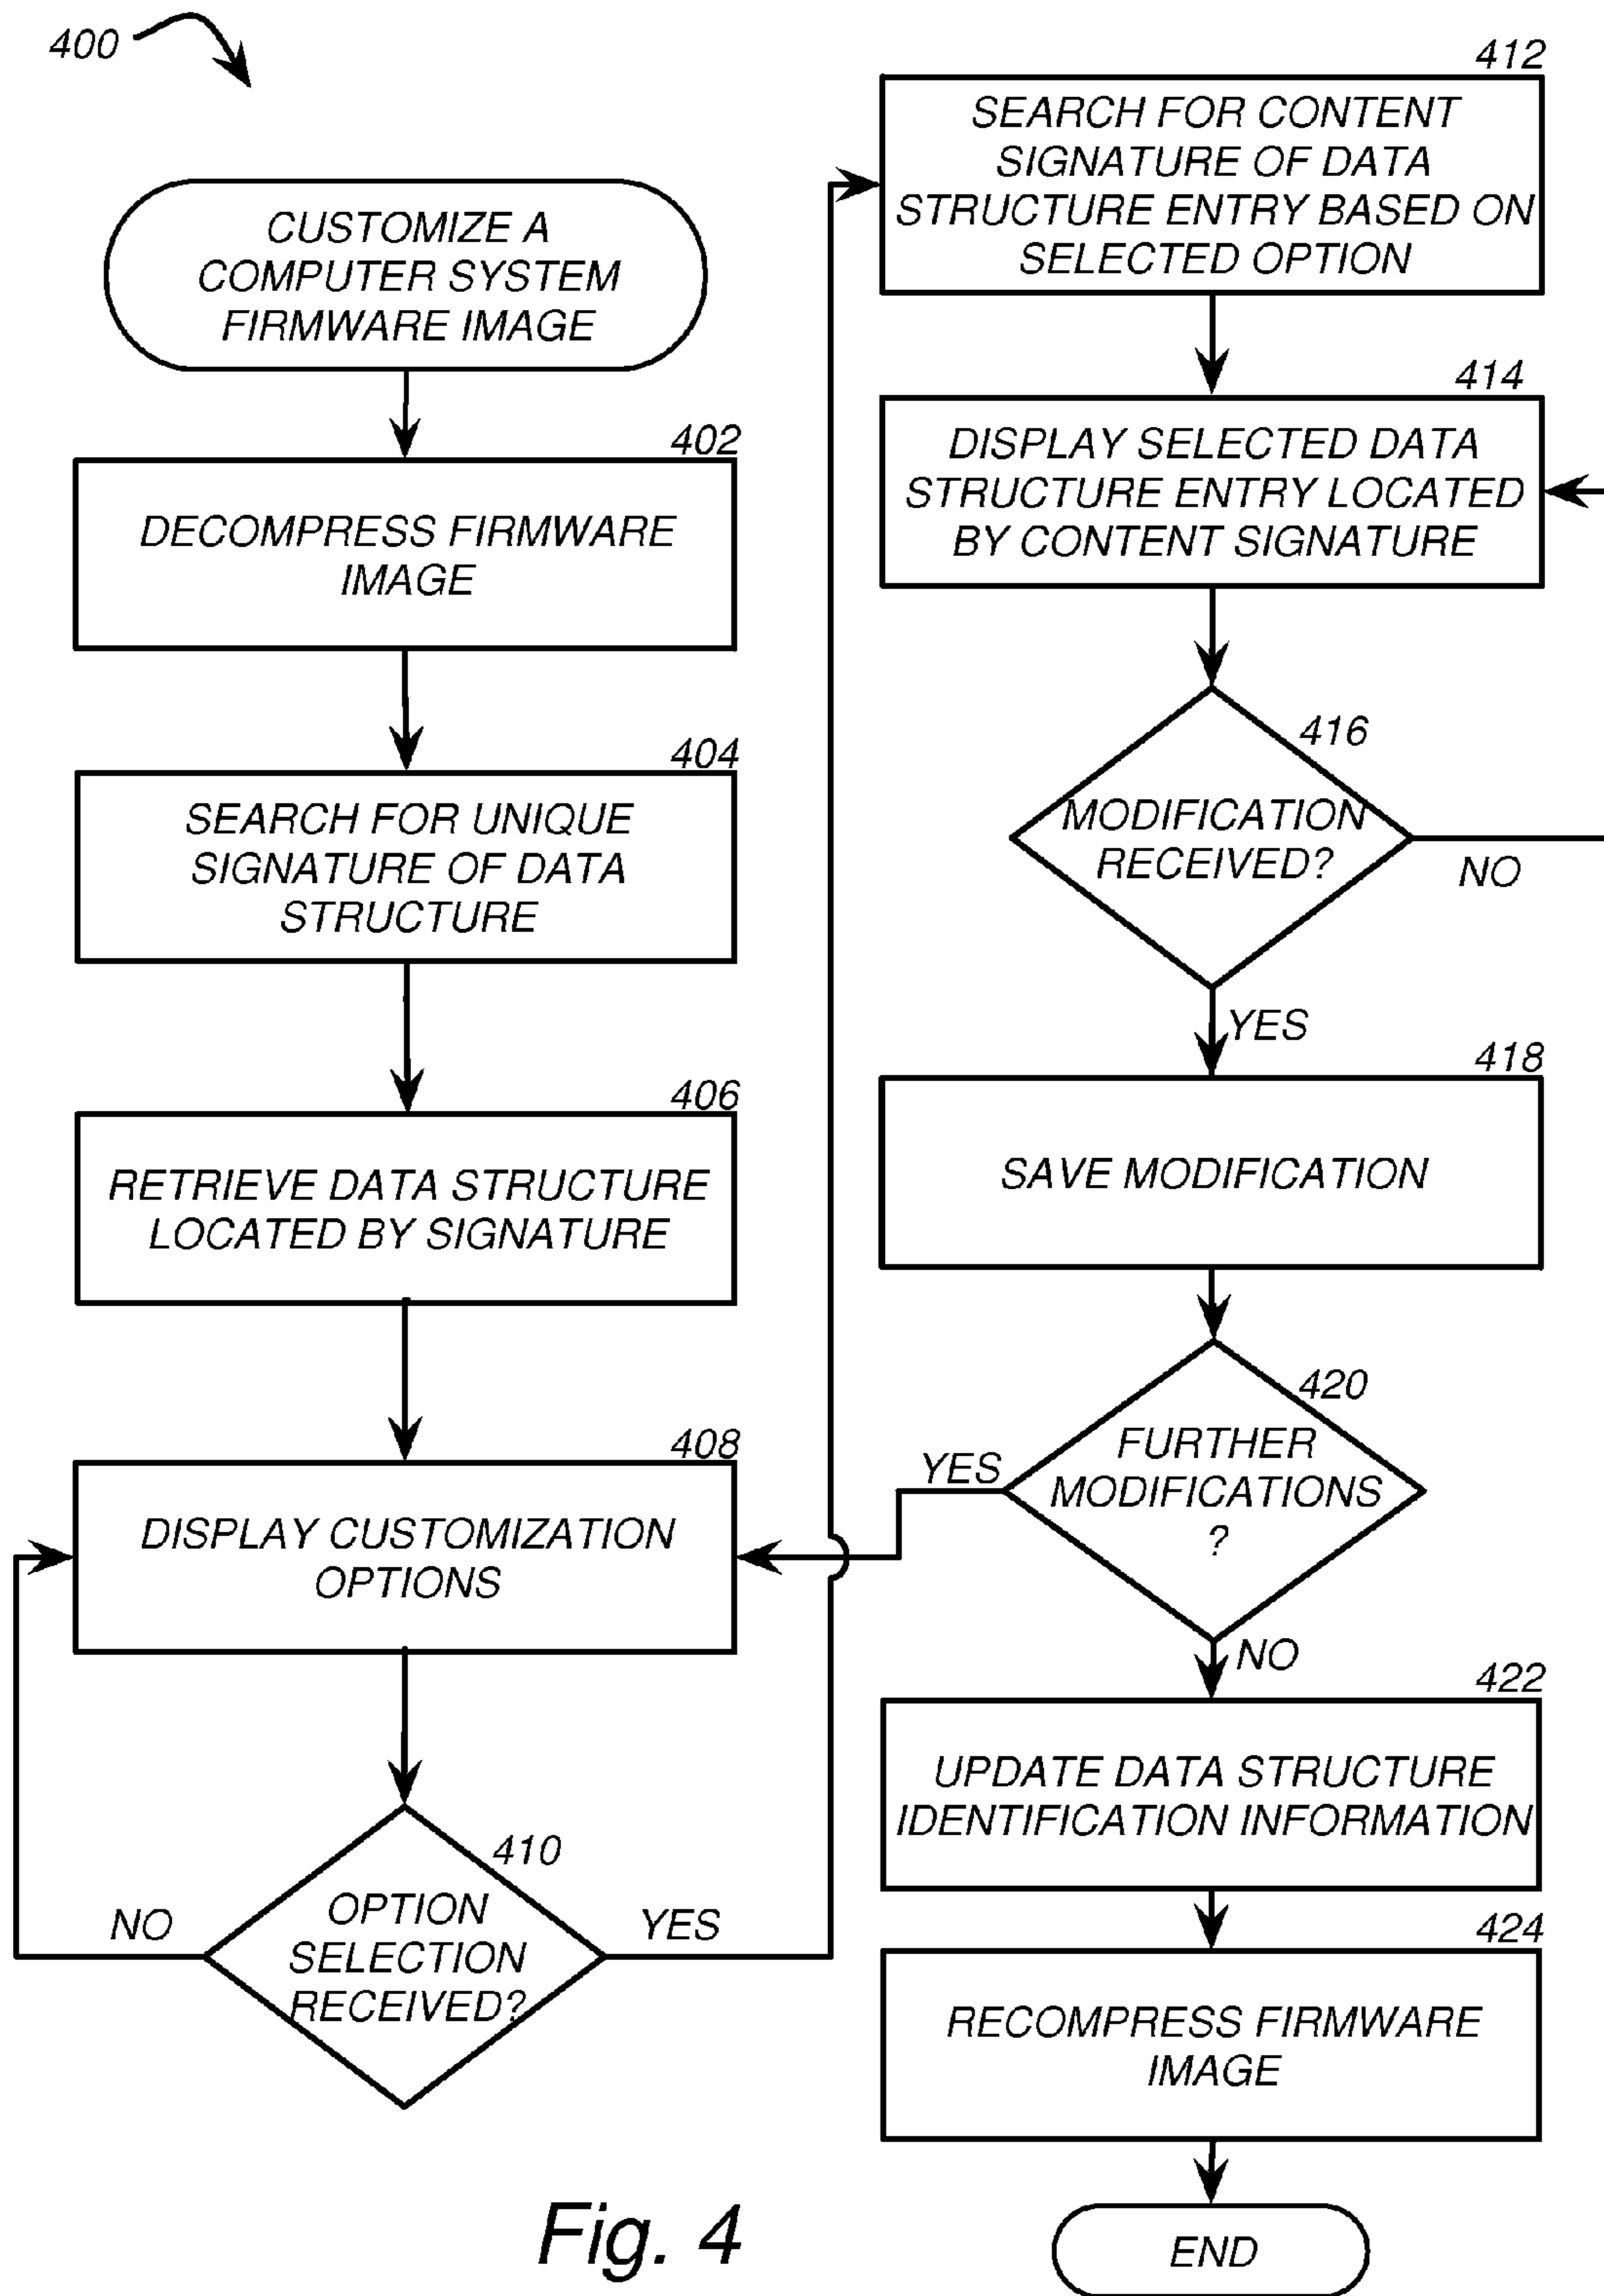 400
CUSTOMIZE A
COMPUTER SYSTEM
FIRMWARE IMAGE
402
DECOMPRESS FIRMWARE
IMAGE
404
SEARCH FOR UNIQUE
SIGNATURE OF DATA
STRUCTURE
406
RETRIEVE DATA STRUCTURE
LOCATED BY SIGNATURE
408
DISPLAY CUSTOMIZATION
OPTIONS
410
OPTION
SELECTION
RECEIVED?
NO
YES
412
SEARCH FOR CONTENT
SIGNATURE OF DATA
STRUCTURE ENTRY BASED ON
SELECTED OPTION
414
DISPLAY SELECTED DATA
STRUCTURE ENTRY LOCATED
BY CONTENT SIGNATURE
416
MODIFICATION
RECEIVED?
NO
YES
418
SAVE MODIFICATION
420
FURTHER
MODIFICATIONS
?
YES
NO
422
UPDATE DATA STRUCTURE
IDENTIFICATION INFORMATION
424
RECOMPRESS FIRMWARE
IMAGE
END
Fig. 4